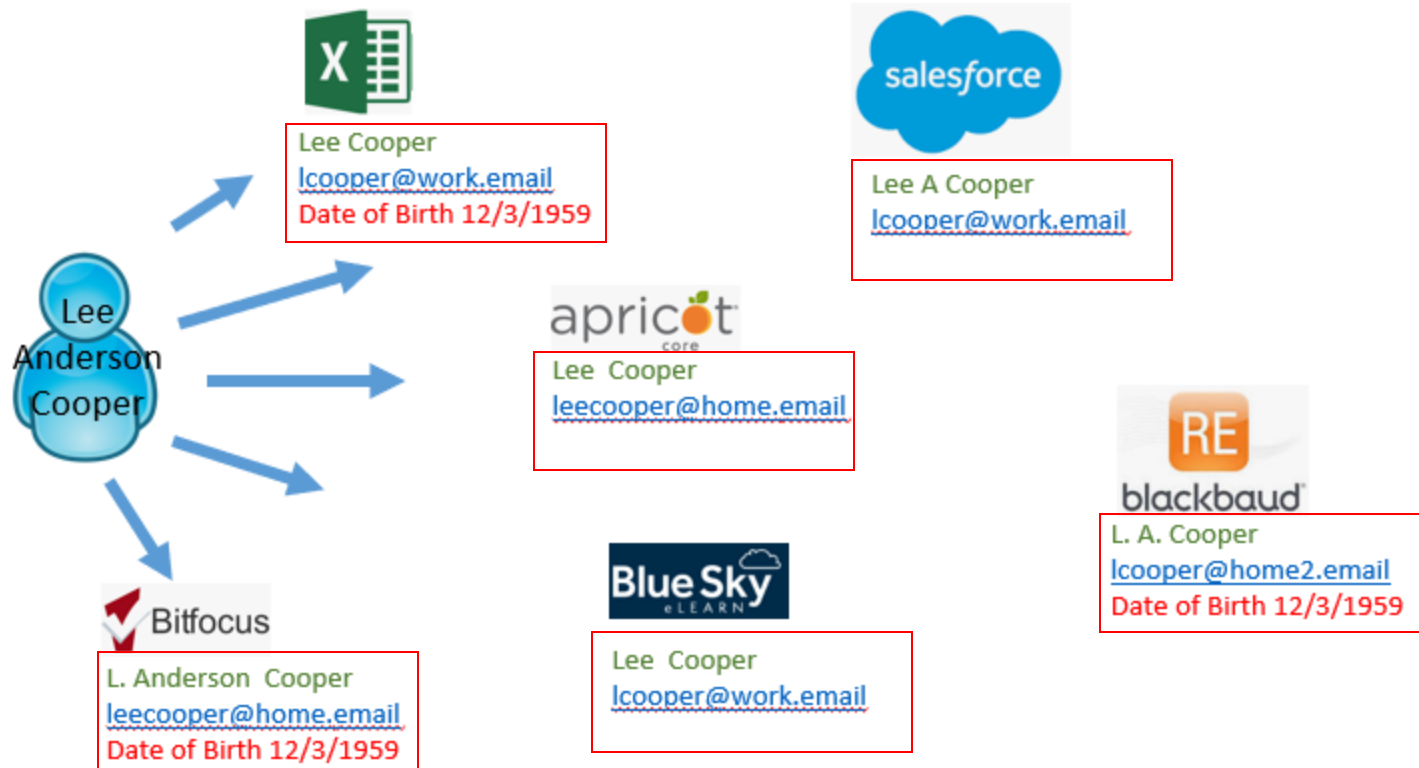 X
Lee Cooper
lcooper@work.email
Date of Birth 12/3/1959
salesforce
Lee A Cooper
lcooper@work.email
Lee
Anderson
Cooper
apricot
core
Lee  Cooper
leecooper@home.email
RE
blackbaud
L. A. Cooper
lcooper@home2.email
Date of Birth 12/3/1959
Bitfocus
L. Anderson  Cooper
leecooper@home.email
Date of Birth 12/3/1959
Blue Sky
eLEARN
Lee  Cooper
lcooper@work.email